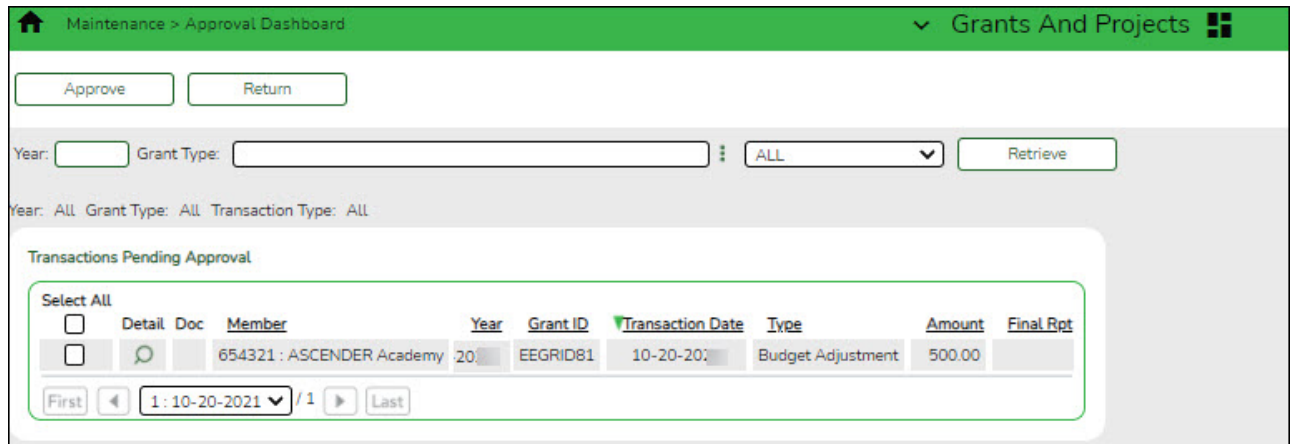 Maintenance > Approval Dashboard Grants And Projects
Approve Return
Year: Grant Type: ALL Retrieve
Year: All Grant Type: All Transaction Type: All
Transactions Pending Approval
Select All
Detail Doc Member Year Grant ID Transaction Date Type Amount Final Rpt
654321 : ASCENDER Academy EEGRID81 Budget Adjustment 500.00
First 1 : 10-20-2021 / 1 Last